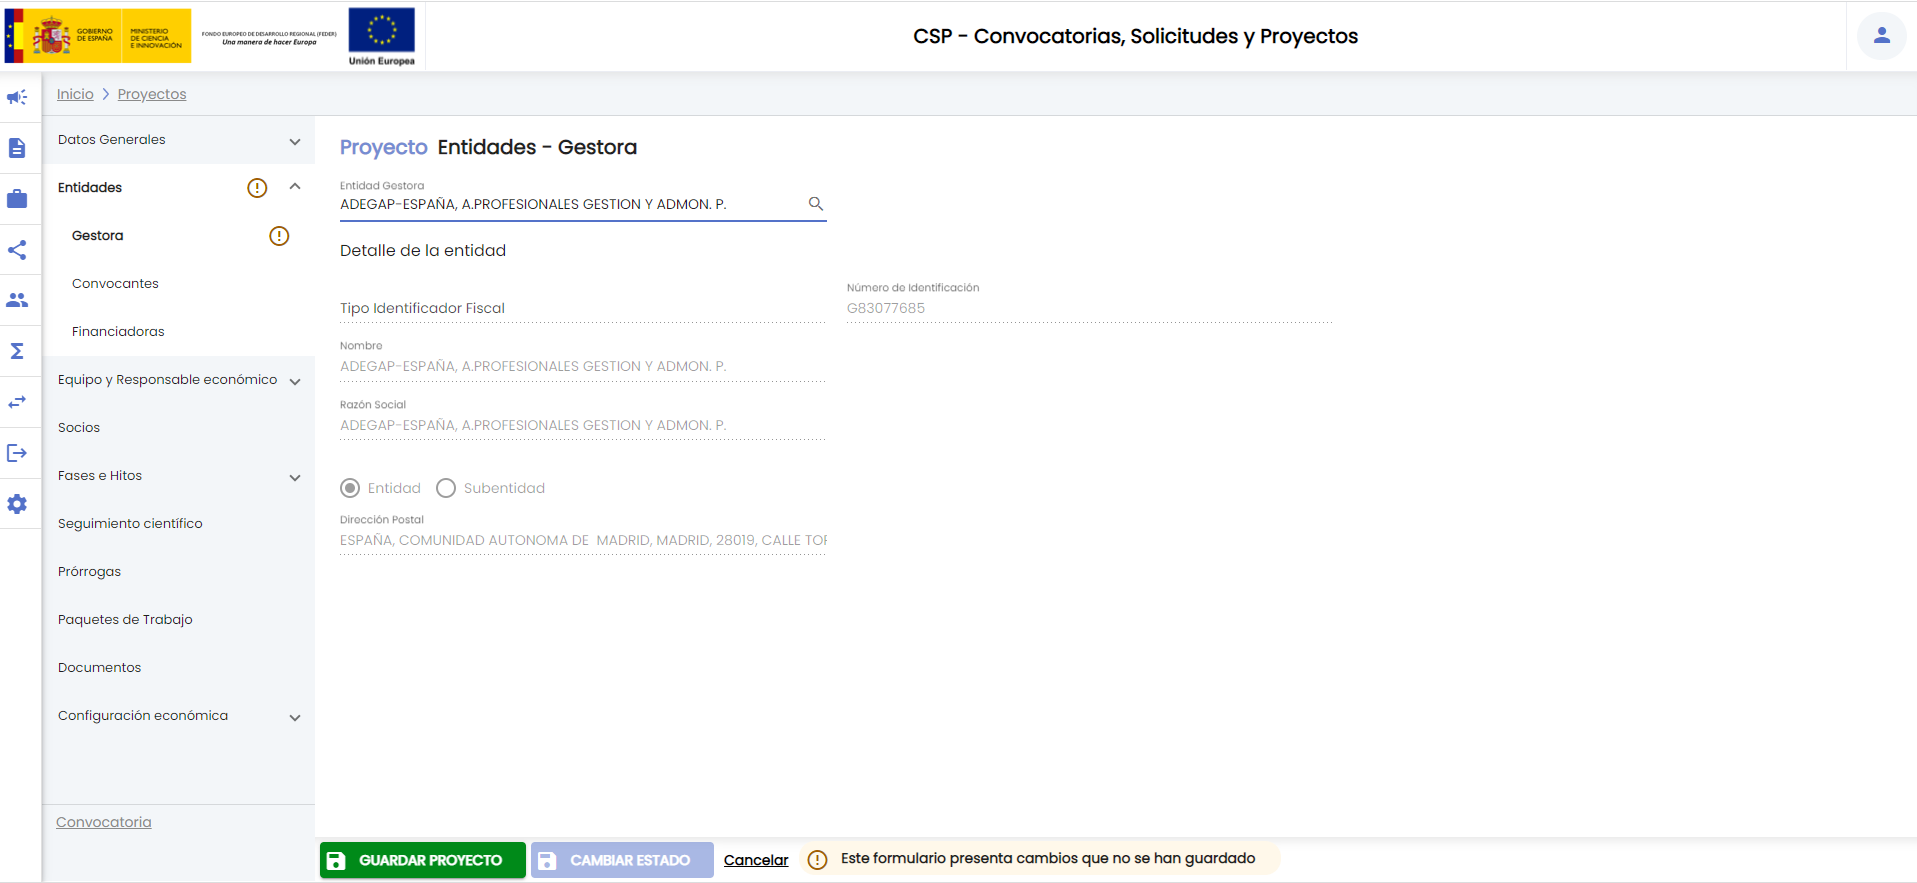 GOBIERNO
DE ESPAÑA
MINISTERIO
DE CIENCIA
E INNOVACIÓN
FONDO EUROPEO DE DESARROLLO REGIONAL (FEDER)
Una manera de hacer Europa
Unión Europea
CSP - Convocatorias, Solicitudes y Proyectos
Inicio
Proyectos
Datos Generales
Entidades
Gestora
Convocantes
Financiadoras
Equipo y Responsable económico
Socios
Fases e Hitos
Seguimiento científico
Prórrogas
Paquetes de Trabajo
Documentos
Configuración económica
Convocatoria
Proyecto Entidades - Gestora
Entidad Gestora
ADEGAP-ESPAÑA, A.PROFESIONALES GESTION Y ADMON. P.
Detalle de la entidad
Tipo Identificador Fiscal
Número de Identificación
G83077685
Nombre
ADEGAP-ESPAÑA, A.PROFESIONALES GESTION Y ADMON. P.
Razón Social
ADEGAP-ESPAÑA, A.PROFESIONALES GESTION Y ADMON. P.
Entidad Subentidad
Dirección Postal
ESPAÑA, COMUNIDAD AUTONOMA DE MADRID, MADRID, 28019, CALLE
GUARDAR PROYECTO
CAMBIAR ESTADO
Cancelar
Este formulario presenta cambios que no se han guardado